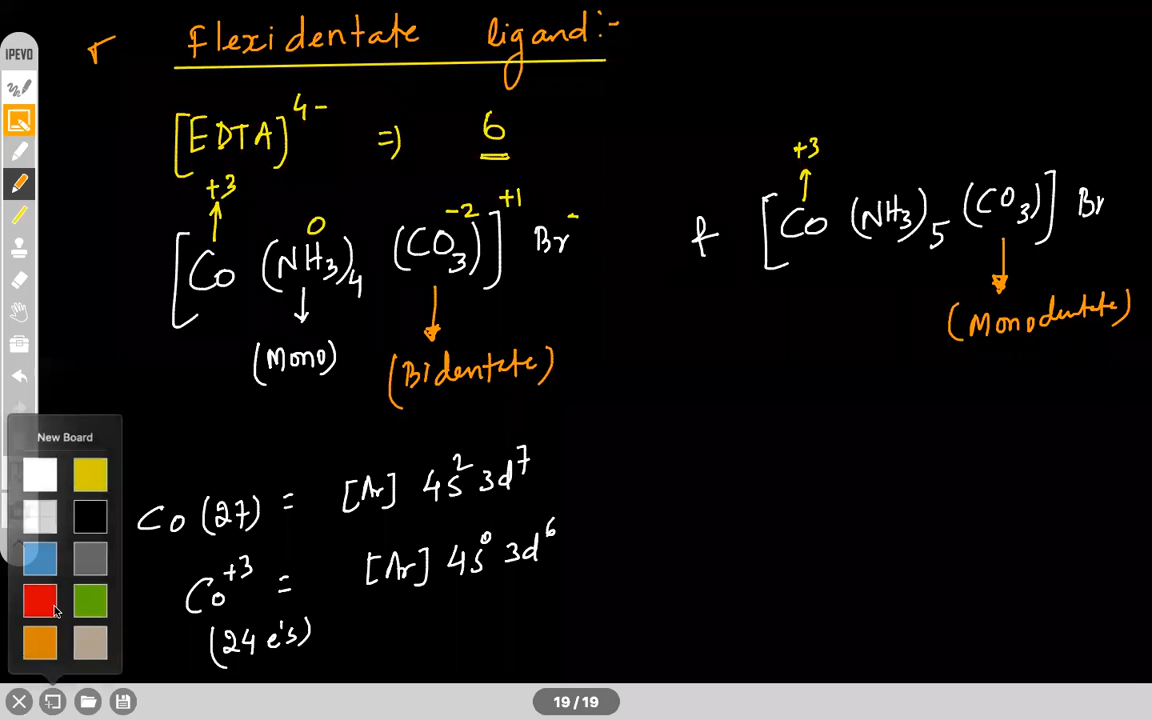 IPEVO
Flexidentate ligand:-
[EDTA]⁴⁻ => 6
+3
[Co (NH₃)₄ (CO₃)]⁺¹ Br⁻
0
-2
(Mono)
(Bidentate)
+3
& [Co (NH₃)₅ (CO₃)] Br
(Monodentate)
Co (27) = [Ar] 4s² 3d⁷
Co⁺³ = [Ar] 4s⁰ 3d⁶
(24 e's)
New Board
19 / 19